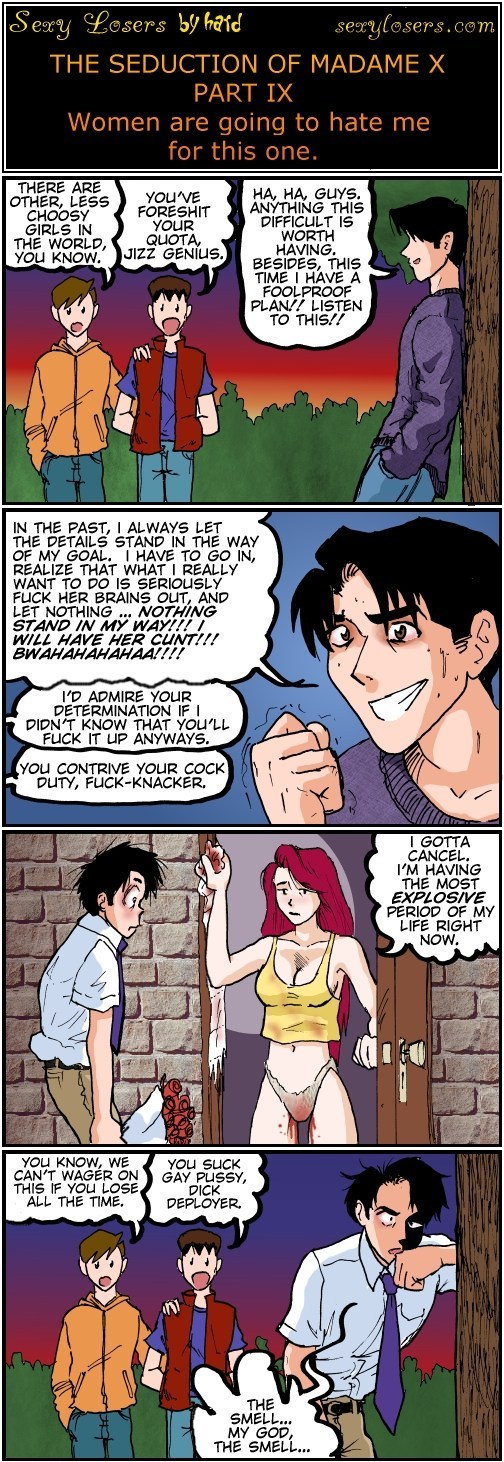 Sexy Losers by hard
sexylosers.com
THE SEDUCTION OF MADAME X
PART IX
Women are going to hate me
for this one.
THERE ARE
OTHER, LESS
CHOOSY
GIRLS IN
THE WORLD,
YOU KNOW.
YOU'VE
FORESHIT
YOUR
QUOTA,
JIZZ GENIUS.
HA, HA, GUYS.
ANYTHING THIS
DIFFICULT IS
WORTH
HAVING.
BESIDES, THIS
TIME I HAVE A
FOOLPROOF
PLAN!! LISTEN
TO THIS!!
IN THE PAST, I ALWAYS LET
THE DETAILS STAND IN THE WAY
OF MY GOAL. I HAVE TO GO IN,
REALIZE THAT WHAT I REALLY
WANT TO DO IS SERIOUSLY
FUCK HER BRAINS OUT, AND
LET NOTHING ... NOTHING
STAND IN MY WAY!!! I
WILL HAVE HER CUNT!!!
BWAHAHAHAHAA!!!!
I'D ADMIRE YOUR
DETERMINATION IF I
DIDN'T KNOW THAT YOU'LL
FUCK IT UP ANYWAYS.
YOU CONTRIVE YOUR COCK
DUTY, FUCK-KNACKER.
I GOTTA
CANCEL.
I'M HAVING
THE MOST
EXPLOSIVE
PERIOD OF MY
LIFE RIGHT
NOW.
YOU KNOW, WE
CAN'T WAGER ON
THIS IF YOU LOSE
ALL THE TIME.
YOU SUCK
GAY PUSSY,
DICK
DEPLOYER.
THE
SMELL...
MY GOD,
THE SMELL...